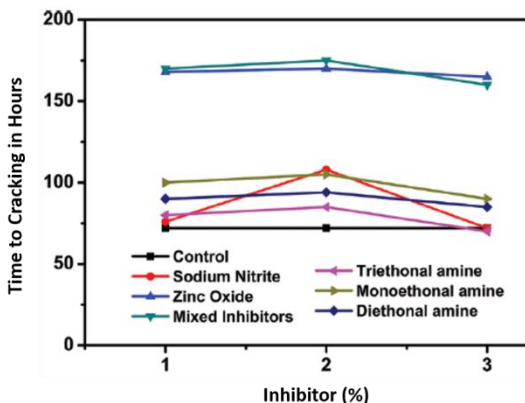 200
150
100
50
0
Time to Cracking in Hours
Control
Sodium Nitrite
Zinc Oxide
Mixed Inhibitors
Triethonal amine
Monoethonal amine
Diethonal amine
1 2 3
Inhibitor (%)